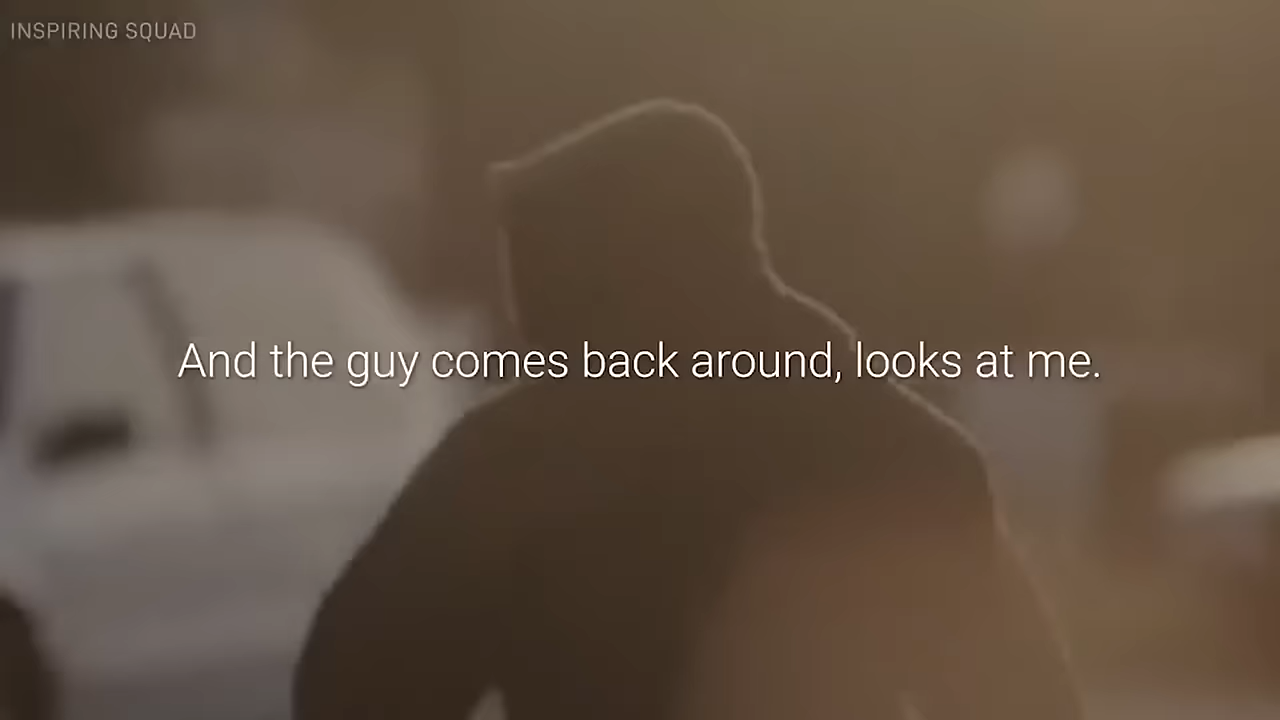 INSPIRING SQUAD
And the guy comes back around, looks at me.